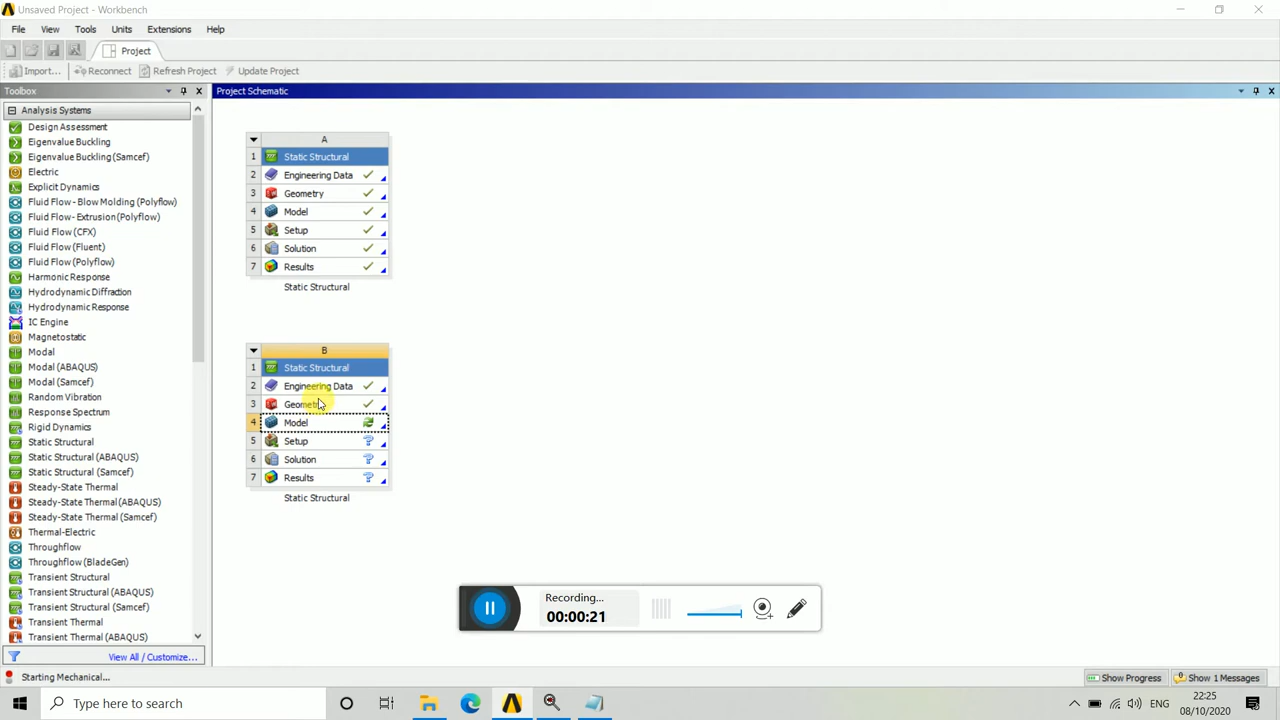 Unsaved Project - Workbench
File View Tools Units Extensions Help
Project
Import... Reconnect Refresh Project Update Project
Toolbox
Project Schematic
Analysis Systems
Design Assessment
Eigenvalue Buckling
Eigenvalue Buckling (Samcef)
Electric
Explicit Dynamics
Fluid Flow - Blow Molding (Polyflow)
Fluid Flow - Extrusion (Polyflow)
Fluid Flow (CFX)
Fluid Flow (Fluent)
Fluid Flow (Polyflow)
Harmonic Response
Hydrodynamic Diffraction
Hydrodynamic Response
IC Engine
Magnetostatic
Modal
Modal (ABAQUS)
Modal (Samcef)
Random Vibration
Response Spectrum
Rigid Dynamics
Static Structural
Static Structural (ABAQUS)
Static Structural (Samcef)
Steady-State Thermal
Steady-State Thermal (ABAQUS)
Steady-State Thermal (Samcef)
Thermal-Electric
Throughflow
Throughflow (BladeGen)
Transient Structural
Transient Structural (ABAQUS)
Transient Structural (Samcef)
Transient Thermal
Transient Thermal (ABAQUS)
View All / Customize...
A
1 Static Structural
2 Engineering Data
3 Geometry
4 Model
5 Setup
6 Solution
7 Results
Static Structural
B
1 Static Structural
2 Engineering Data
3 Geometry
4 Model
5 Setup ?
6 Solution ?
7 Results ?
Static Structural
Recording...
00:00:21
Starting Mechanical...
Show Progress
Show 1 Messages
Type here to search
ENG
22:25
08/10/2020